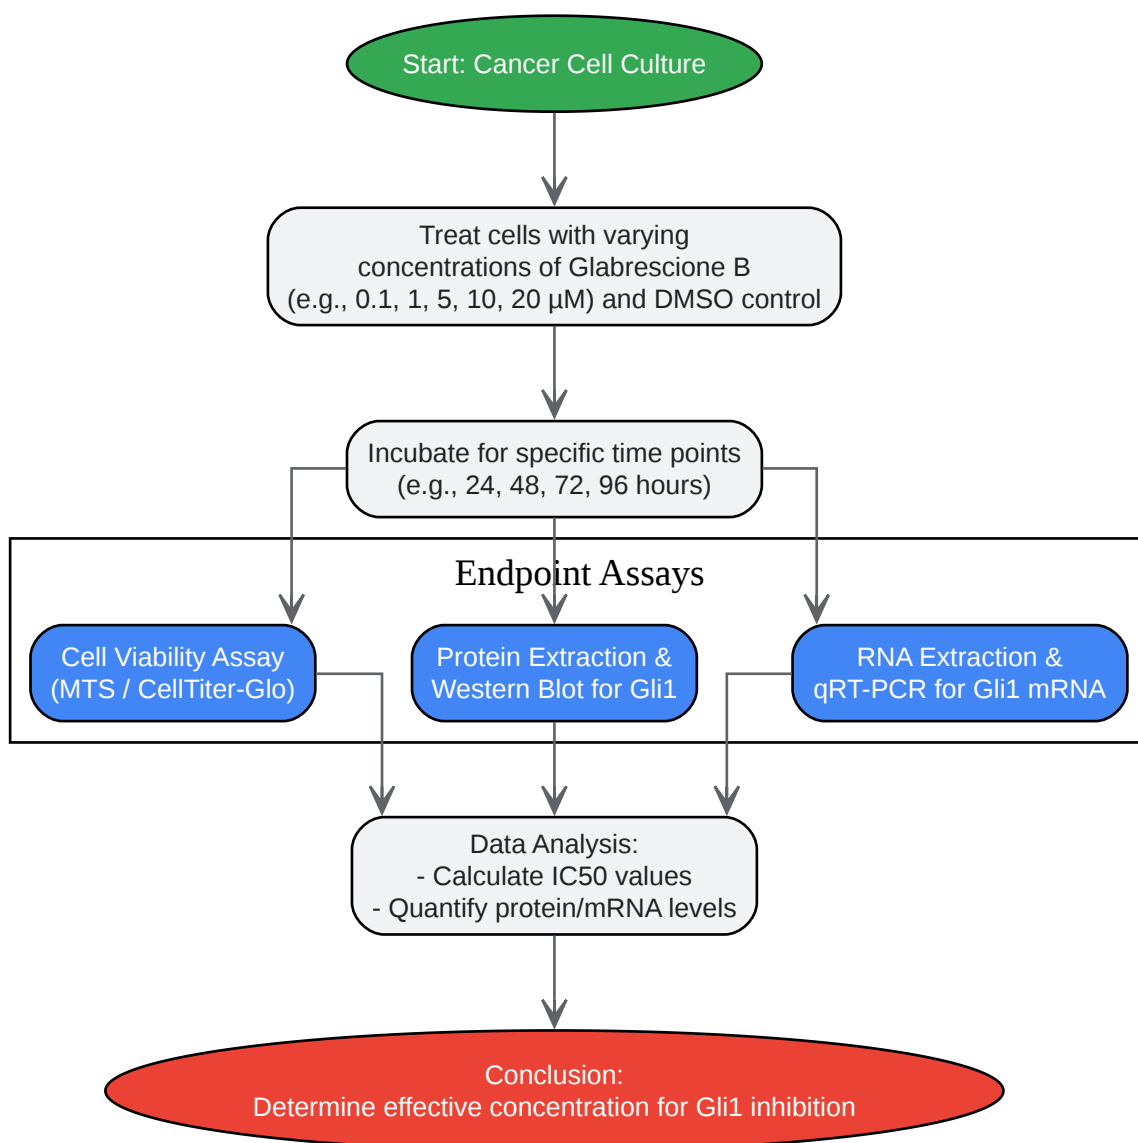 Start: Cancer Cell Culture
Treat cells with varying
concentrations of Glabrescione B
(e.g., 0.1, 1, 5, 10, 20 µM) and DMSO control
Incubate for specific time points
(e.g., 24, 48, 72, 96 hours)
Endpoint Assays
Cell Viability Assay
(MTS / CellTiter-Glo)
Protein Extraction &
Western Blot for Gli1
RNA Extraction &
qRT-PCR for Gli1 mRNA
Data Analysis:
- Calculate IC50 values
- Quantify protein/mRNA levels
Conclusion:
Determine effective concentration for Gli1 inhibition